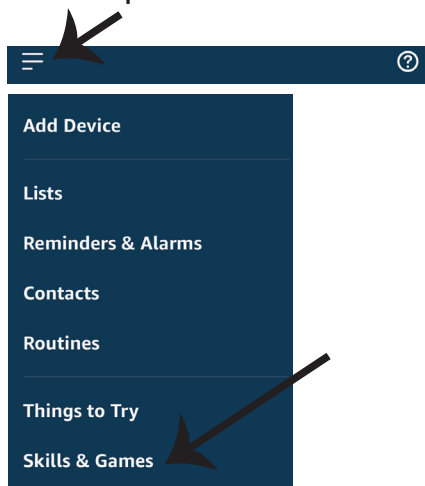 ?
Add Device
Lists
Reminders & Alarms
Contacts
Routines
Things to Try
Skills & Games